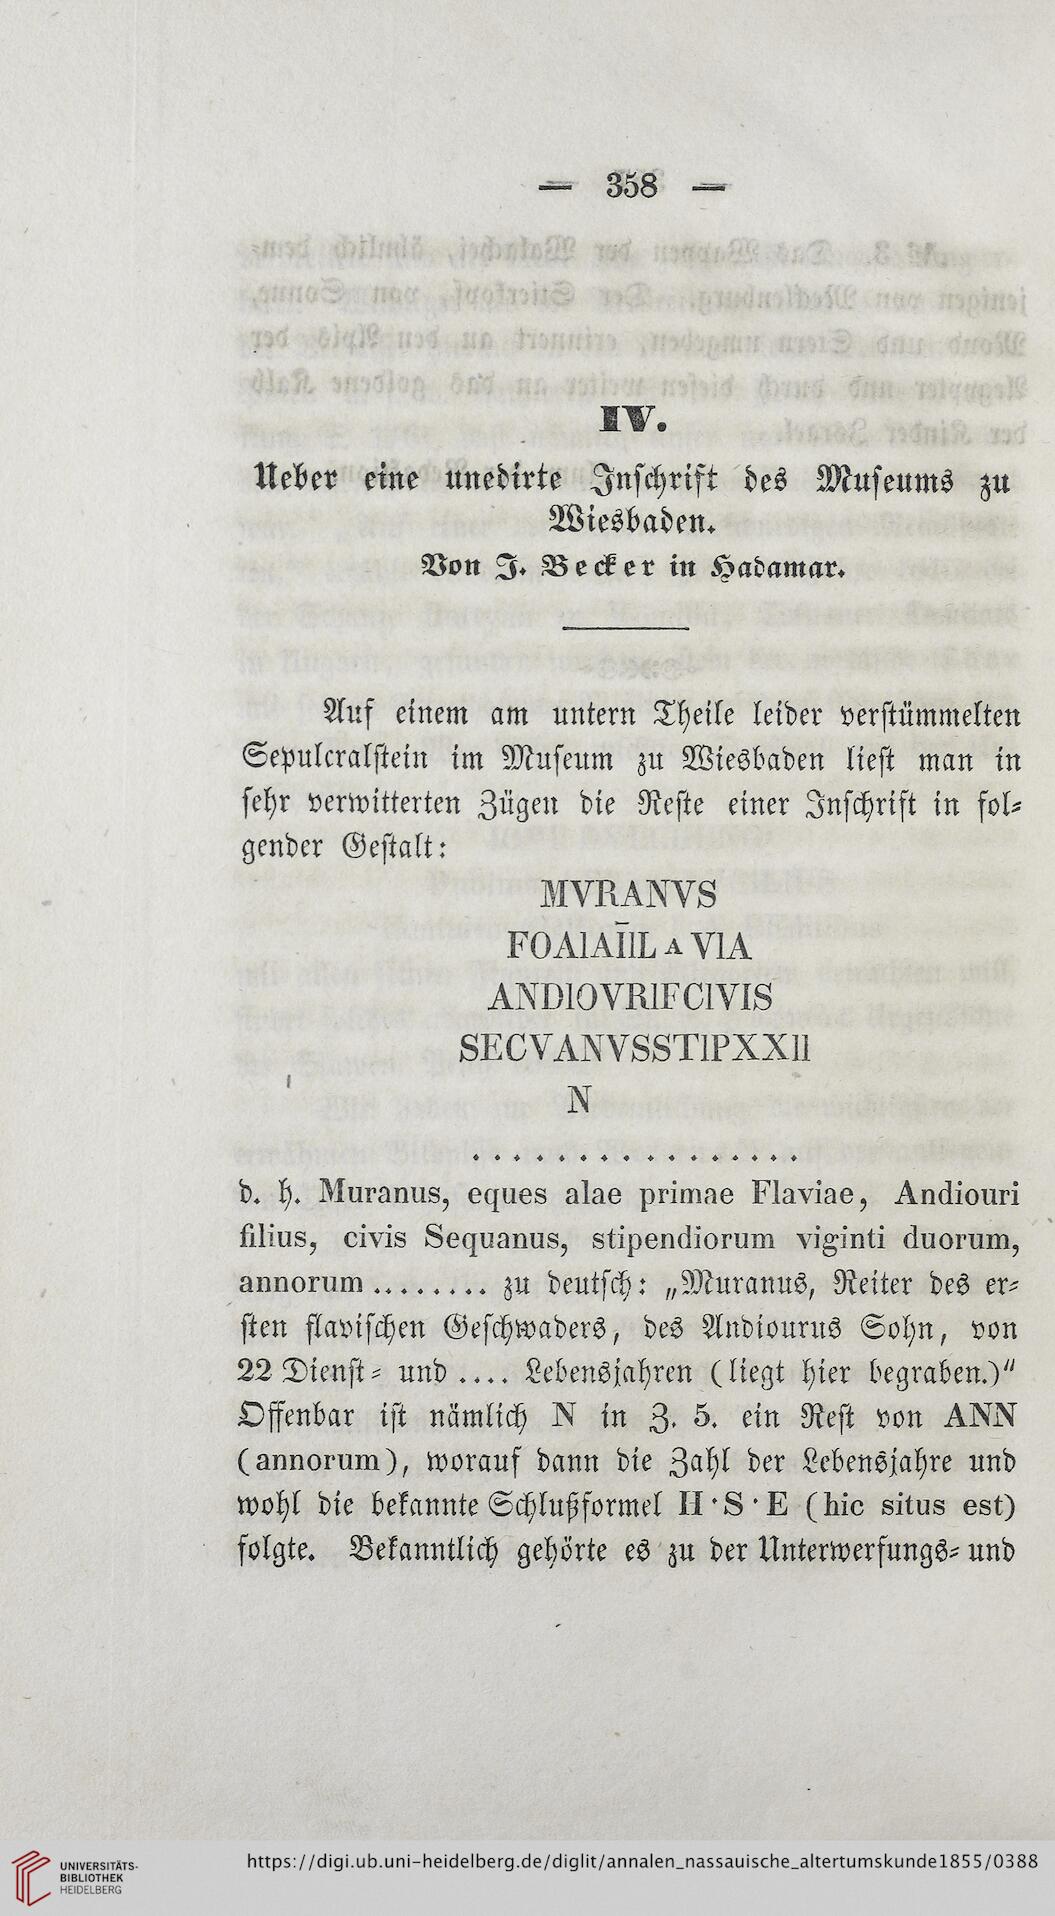 — 358 —
IV.
Ueber eine unedirte Inschrift des Museums zu
Wiesbaden.
Von J. Becker in Hadamar.
Auf einem am untern Theile leider verstümmelten
Sepulcralstein im Museum zu Wiesbaden liest man in
sehr verwitterten Zügen die Reste einer Inschrift in fol-
gender Gestalt:
MVRANVS
FOA1AI̅1L A V1A
AND1OVR1FC1VIS
SECVANVSST1PXX11
N
. . . . . . . . . . . . . . . .
d. h. Muranus, eques alae primae Flaviae, Andiouri
filius, civis Sequanus, stipendiorum viginti duorum,
annorum ........ zu deutsch: „Muranus, Reiter des er-
sten flavischen Geschwaders, des Andiourus Sohn, von
22 Dienst- und .... Lebensjahren (liegt hier begraben.)"
Offenbar ist nämlich N in Z. 5. ein Rest von ANN
(annorum), worauf dann die Zahl der Lebensjahre und
wohl die bekannte Schlußformel H·S·E (hic situs est)
folgte. Bekanntlich gehörte es zu der Unterwerfungs- und
UNIVERSITÄTS-
BIBLIOTHEK
HEIDELBERG
https://digi.ub.uni-heidelberg.de/diglit/annalen_nassauische_altertumskunde1855/0388